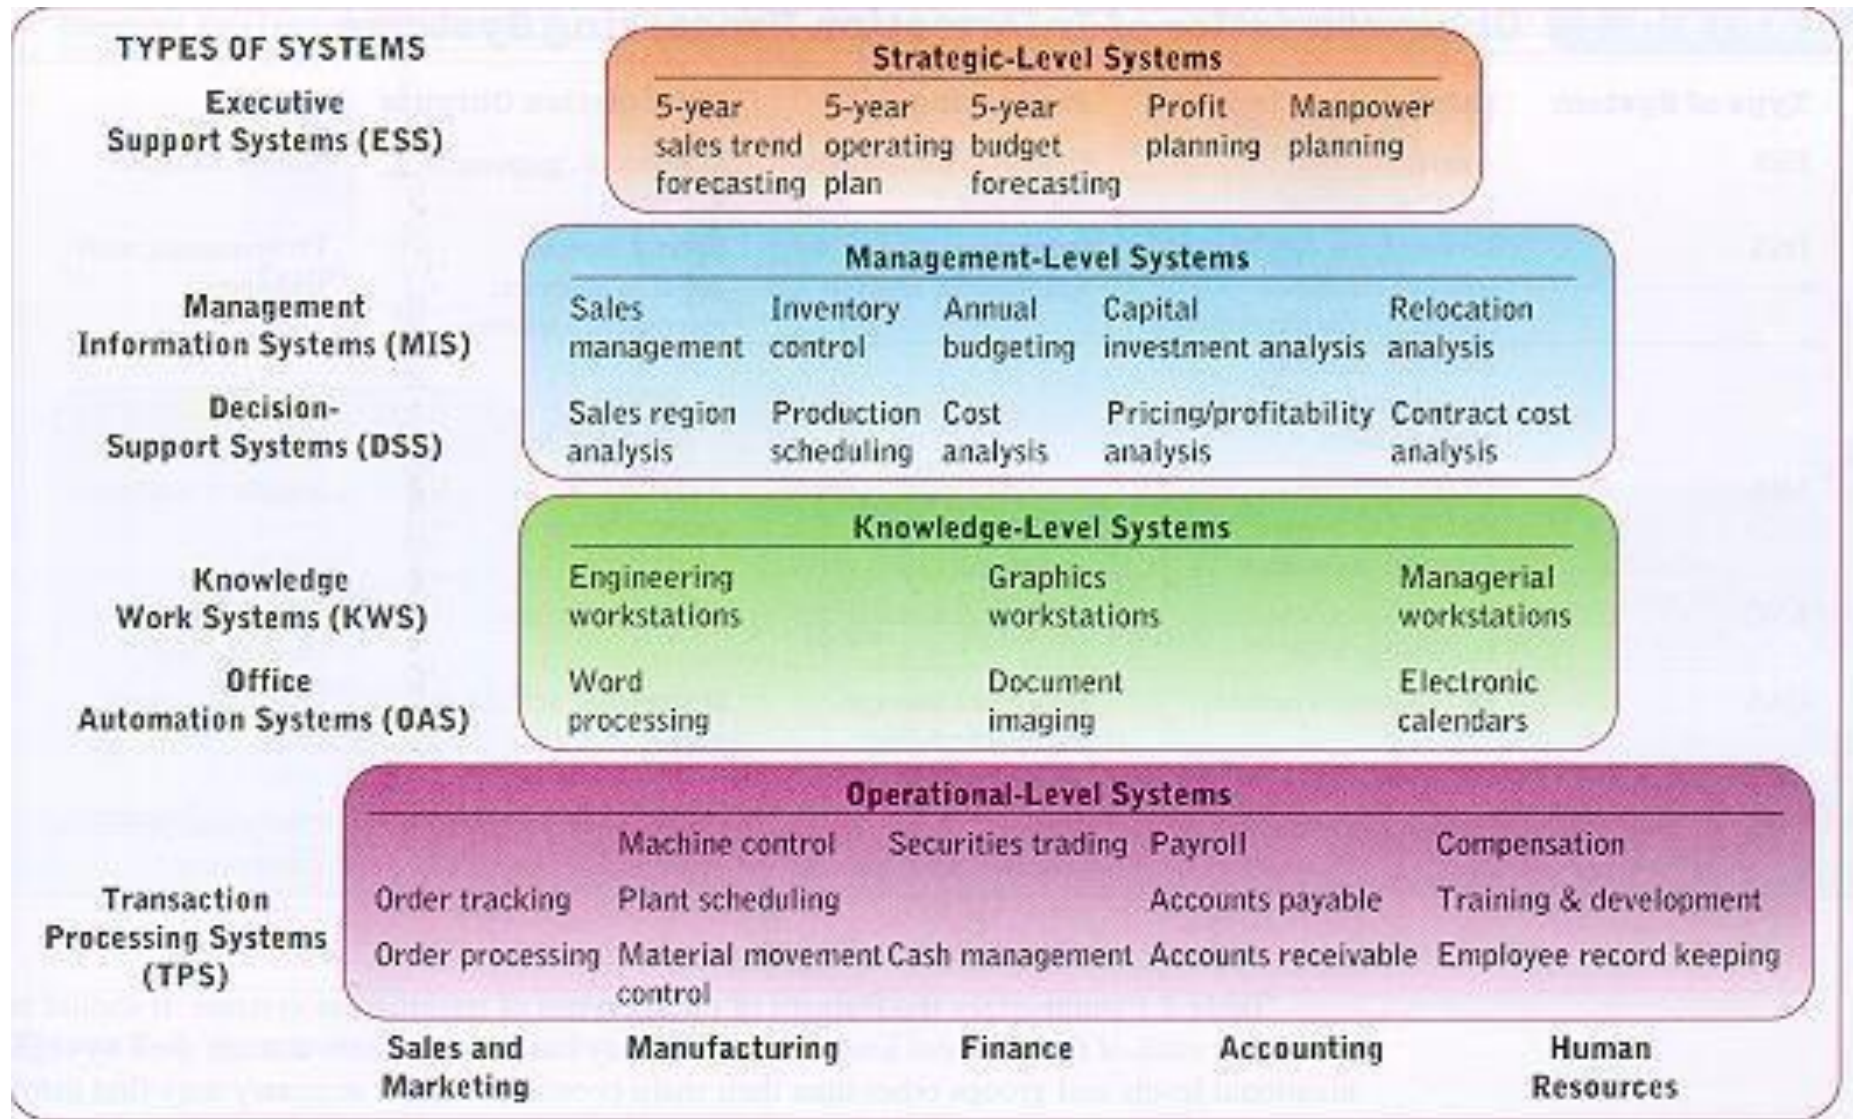 TYPES OF SYSTEMS
Executive
Support Systems (ESS)
Strategic-Level Systems
5-year 5-year 5-year Profit Manpower
sales trend operating budget planning planning
forecasting plan forecasting
Management-Level Systems
Management
Information Systems (MIS)
Sales Inventory Annual Capital Relocation
management control budgeting investment analysis analysis
Decision-
Support Systems (DSS)
Sales region Production Cost Pricing/profitability Contract cost
analysis scheduling analysis analysis analysis
Knowledge-Level Systems
Knowledge
Work Systems (KWS)
Engineering Graphics Managerial
workstations workstations workstations
Office
Automation Systems (OAS)
Word Document Electronic
processing imaging calendars
Operational-Level Systems
Machine control Securities trading Payroll Compensation
Transaction
Processing Systems
(TPS)
Order tracking Plant scheduling Accounts payable Training & development
Order processing Material movement Cash management Accounts receivable Employee record keeping
control
Sales and Manufacturing Finance Accounting Human
Marketing Resources